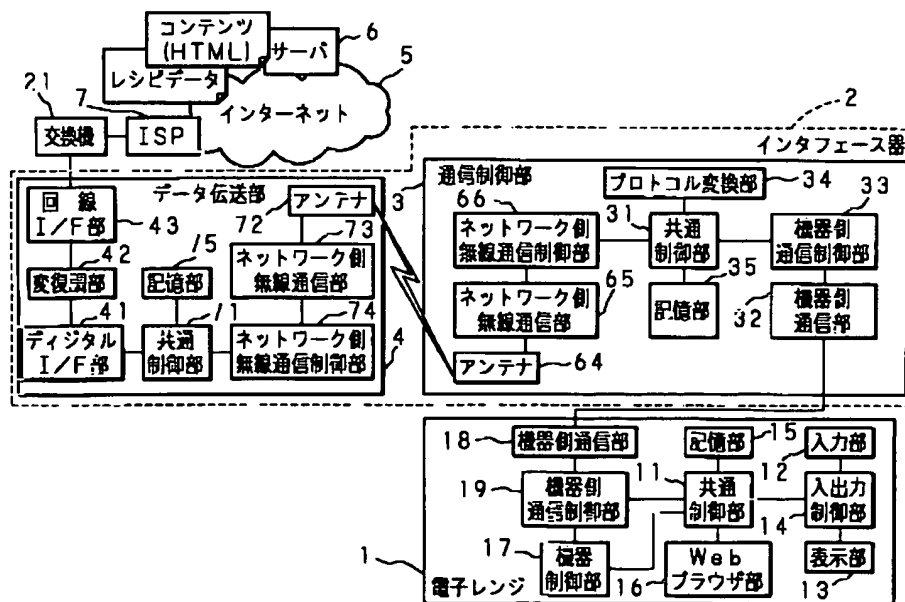 コンテンツ
(HTML)
サーバ
6
レシピデータ
5
インターネット
21
7
交換機
ISP
2
インタフェース器
データ伝送部
3
通信制御部
回線
I/F部
43
72
アンテナ
66
プロトコル変換部
34
33
31
ネットワーク側
無線通信制御部
共通
制御部
機器側
通信制御部
42
変復調部
記憶部
73
ネットワーク側
無線通信部
65
ネットワーク側
無線通信部
35
記憶部
32
機器側
通信部
41
ディジタル
I/F部
共通
制御部
74
ネットワーク側
無線通信制御部
4
アンテナ
64
18
機器側通信部
記憶部
15
12
入力部
19
機器側
通信制御部
11
共通
制御部
14
入出力
制御部
17
機器
制御部
16
Web
ブラウザ部
13
表示部
1
電子レンジ